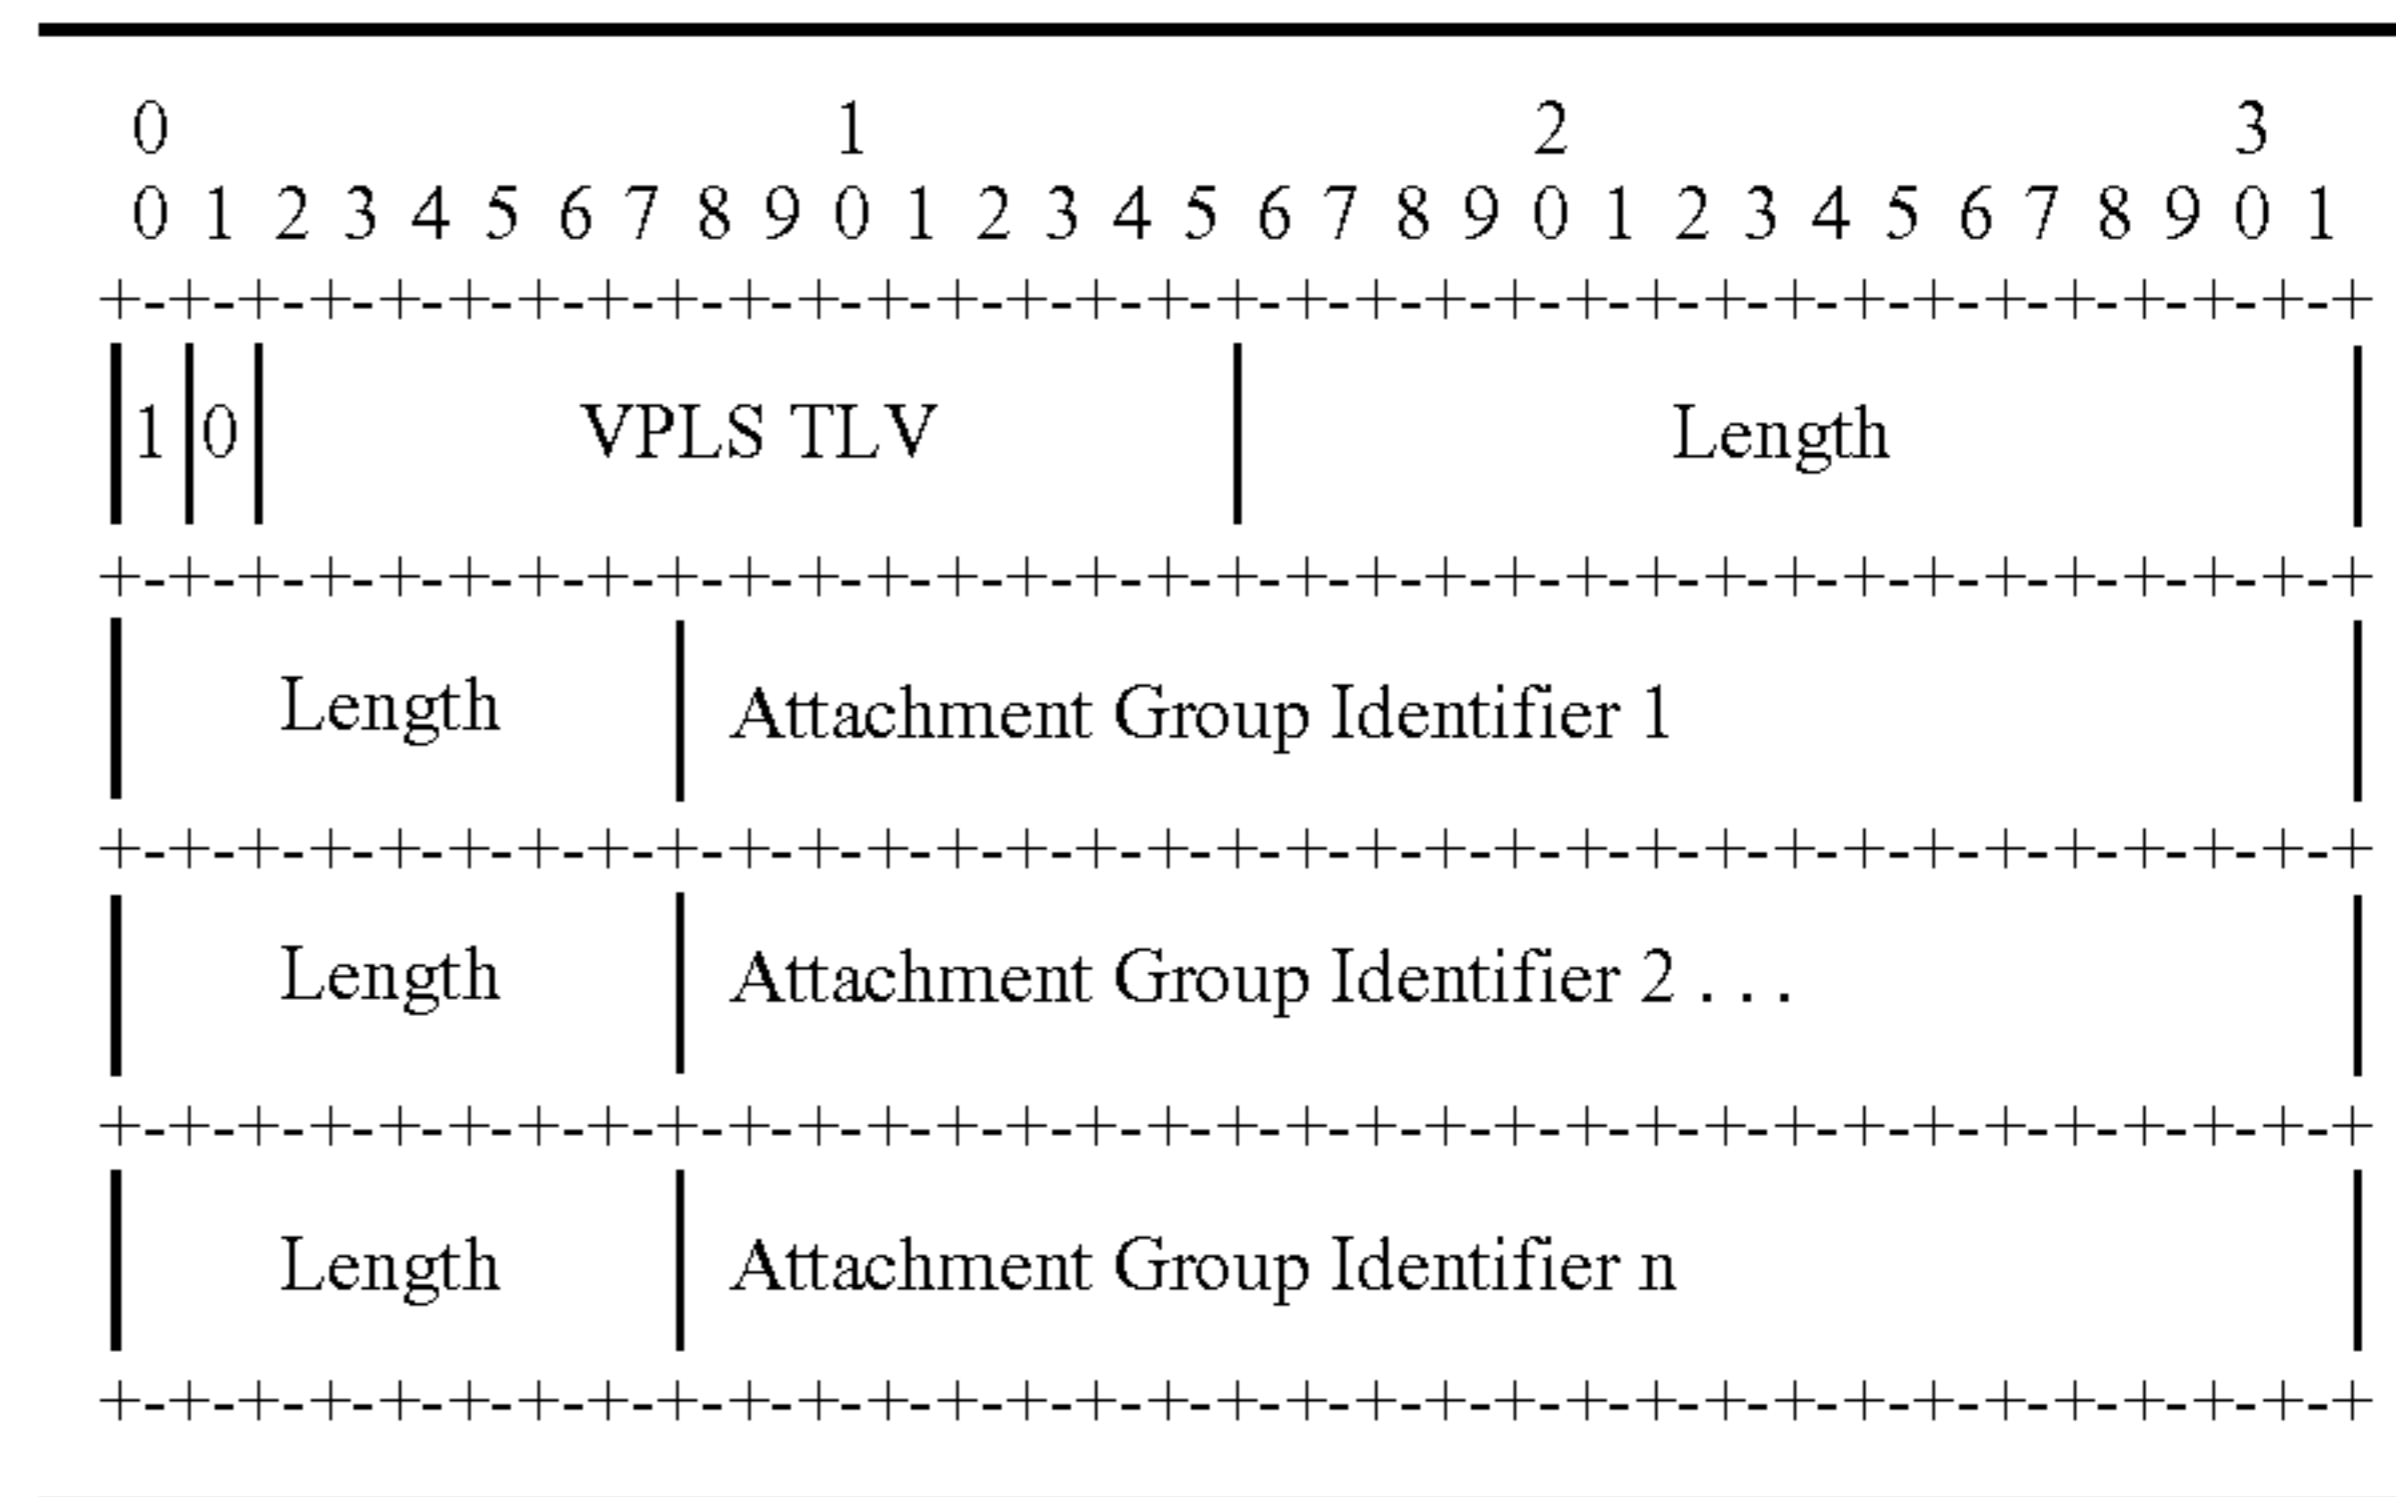 0 1 2 3
0 1 2 3 4 5 6 7 8 9 0 1 2 3 4 5 6 7 8 9 0 1 2 3 4 5 6 7 8 9 0 1
+-+-+-+-+-+-+-+-+-+-+-+-+-+-+-+-+-+-+-+-+-+-+-+-+-+-+-+-+-+-+-+-+
|1|0| VPLS TLV | Length |
+-+-+-+-+-+-+-+-+-+-+-+-+-+-+-+-+-+-+-+-+-+-+-+-+-+-+-+-+-+-+-+-+
| Length | Attachment Group Identifier 1 |
+-+-+-+-+-+-+-+-+-+-+-+-+-+-+-+-+-+-+-+-+-+-+-+-+-+-+-+-+-+-+-+-+
| Length | Attachment Group Identifier 2 . . . |
+-+-+-+-+-+-+-+-+-+-+-+-+-+-+-+-+-+-+-+-+-+-+-+-+-+-+-+-+-+-+-+-+
| Length | Attachment Group Identifier n |
+-+-+-+-+-+-+-+-+-+-+-+-+-+-+-+-+-+-+-+-+-+-+-+-+-+-+-+-+-+-+-+-+